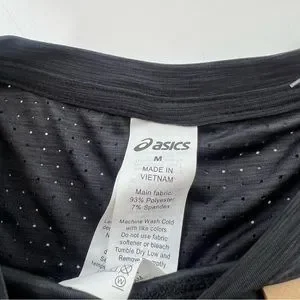 asics
M
MADE IN
VIETNAM
Main fabric:
93% Polyester
7% Spandex
Machine Wash Cold
with like colors
Do not use fabric
softener or bleach
Tumble Dry Low and
Remove